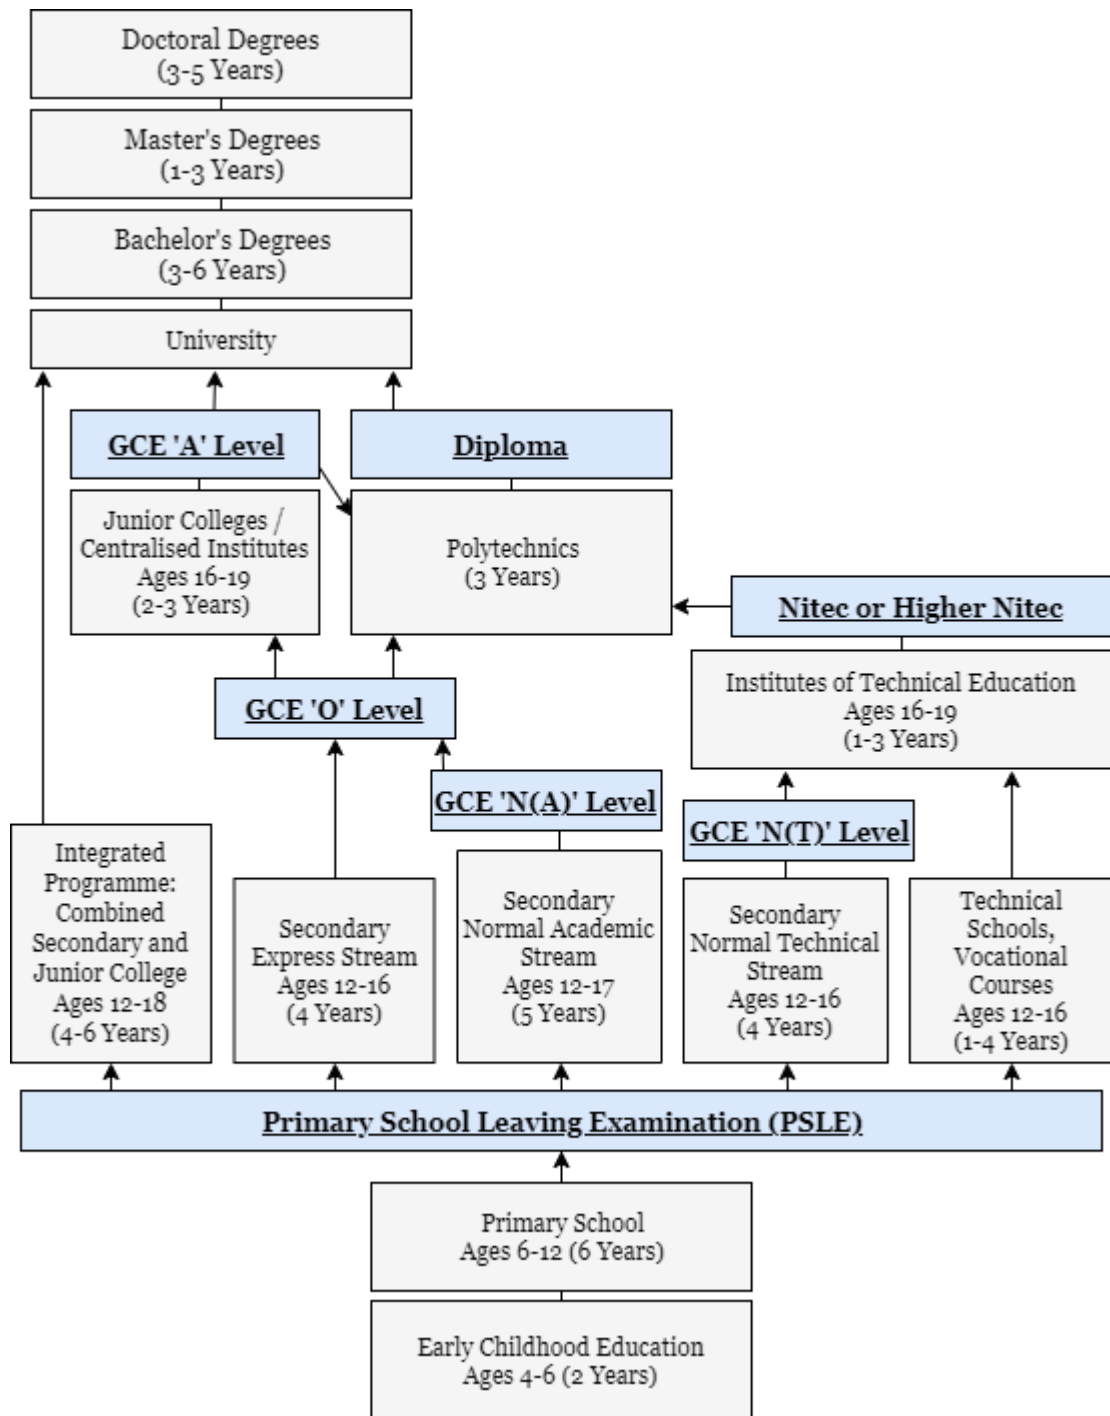 Doctoral Degrees
(3-5 Years)
Master's Degrees
(1-3 Years)
Bachelor's Degrees
(3-6 Years)
University
GCE 'A' Level
Diploma
Junior Colleges /
Centralised Institutes
Ages 16-19
(2-3 Years)
Polytechnics
(3 Years)
Nitec or Higher Nitec
Institutes of Technical Education
Ages 16-19
(1-3 Years)
GCE 'O' Level
GCE 'N(A)' Level
GCE 'N(T)' Level
Integrated
Programme:
Combined
Secondary and
Junior College
Ages 12-18
(4-6 Years)
Secondary
Express Stream
Ages 12-16
(4 Years)
Secondary
Normal Academic
Stream
Ages 12-17
(5 Years)
Secondary
Normal Technical
Stream
Ages 12-16
(4 Years)
Technical
Schools,
Vocational
Courses
Ages 12-16
(1-4 Years)
Primary School Leaving Examination (PSLE)
Primary School
Ages 6-12 (6 Years)
Early Childhood Education
Ages 4-6 (2 Years)